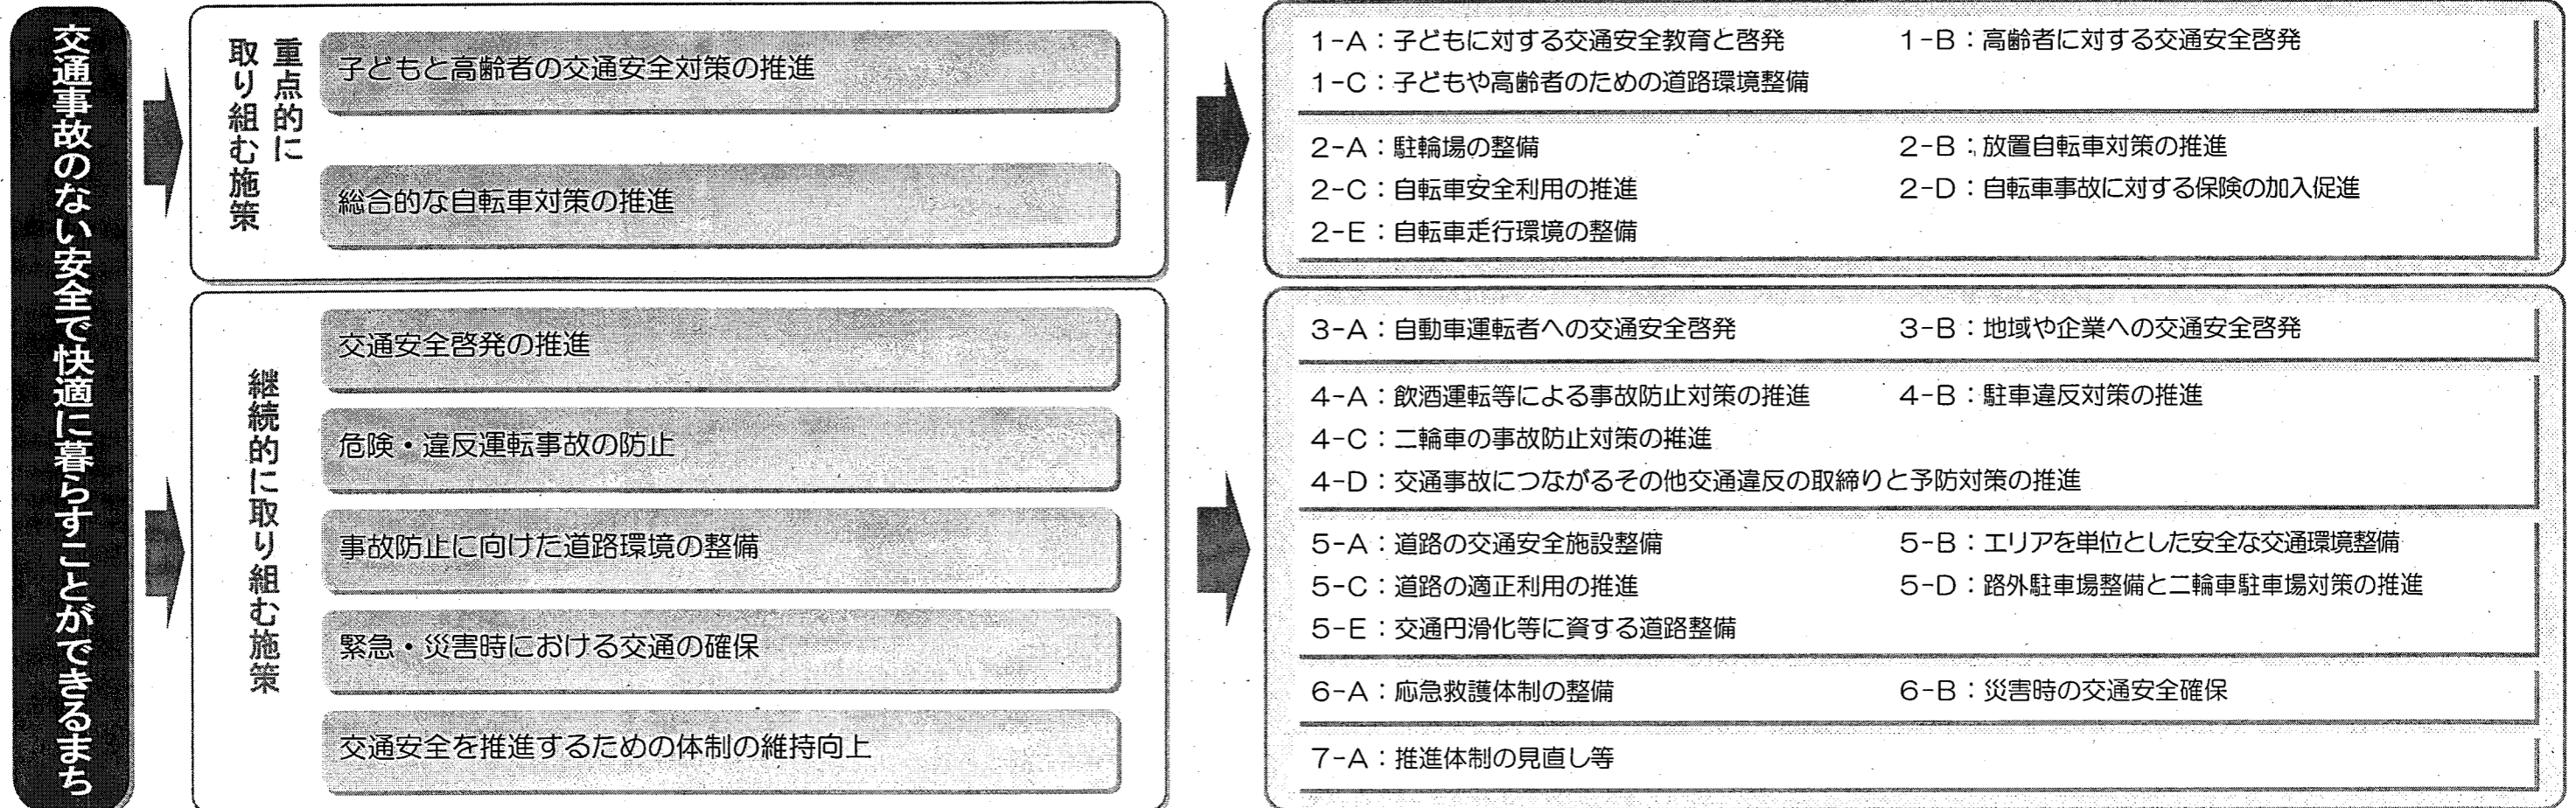 交通事故のない安全で快適に暮らすことができるまち
重点的に
取り組む施策
子どもと高齢者の交通安全対策の推進
総合的な自転車対策の推進
1-A：子どもに対する交通安全教育と啓発
1-B：高齢者に対する交通安全啓発
1-C：子どもや高齢者のための道路環境整備
2-A：駐輪場の整備
2-B：放置自転車対策の推進
2-C：自転車安全利用の推進
2-D：自転車事故に対する保険の加入促進
2-E：自転車走行環境の整備
継続的に取り組む施策
交通安全啓発の推進
危険・違反運転事故の防止
事故防止に向けた道路環境の整備
緊急・災害時における交通の確保
交通安全を推進するための体制の維持向上
3-A：自動車運転者への交通安全啓発
3-B：地域や企業への交通安全啓発
4-A：飲酒運転等による事故防止対策の推進
4-B：駐車違反対策の推進
4-C：二輪車の事故防止対策の推進
4-D：交通事故につながるその他交通違反の取締りと予防対策の推進
5-A：道路の交通安全施設整備
5-B：エリアを単位とした安全な交通環境整備
5-C：道路の適正利用の推進
5-D：路外駐車場整備と二輪車駐車場対策の推進
5-E：交通円滑化等に資する道路整備
6-A：応急救護体制の整備
6-B：災害時の交通安全確保
7-A：推進体制の見直し等